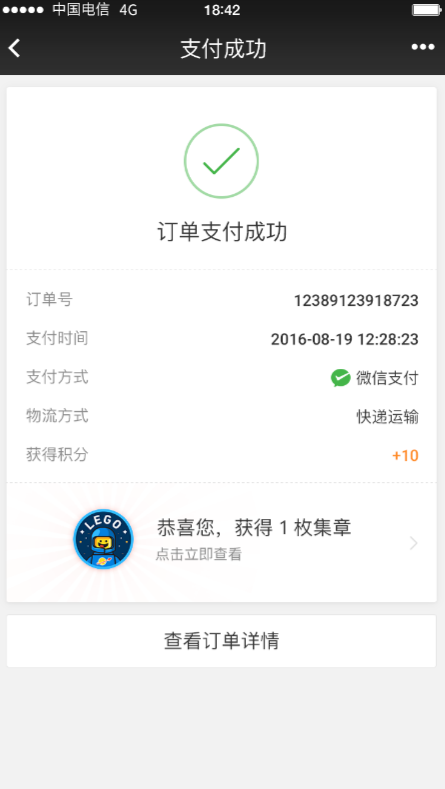 中国电信 4G 18:42
支付成功
订单支付成功
订单号 12389123918723
支付时间 2016-08-19 12:28:23
支付方式 微信支付
物流方式 快递运输
获得积分 +10
LEGO
恭喜您，获得 1 枚集章
点击立即查看
查看订单详情